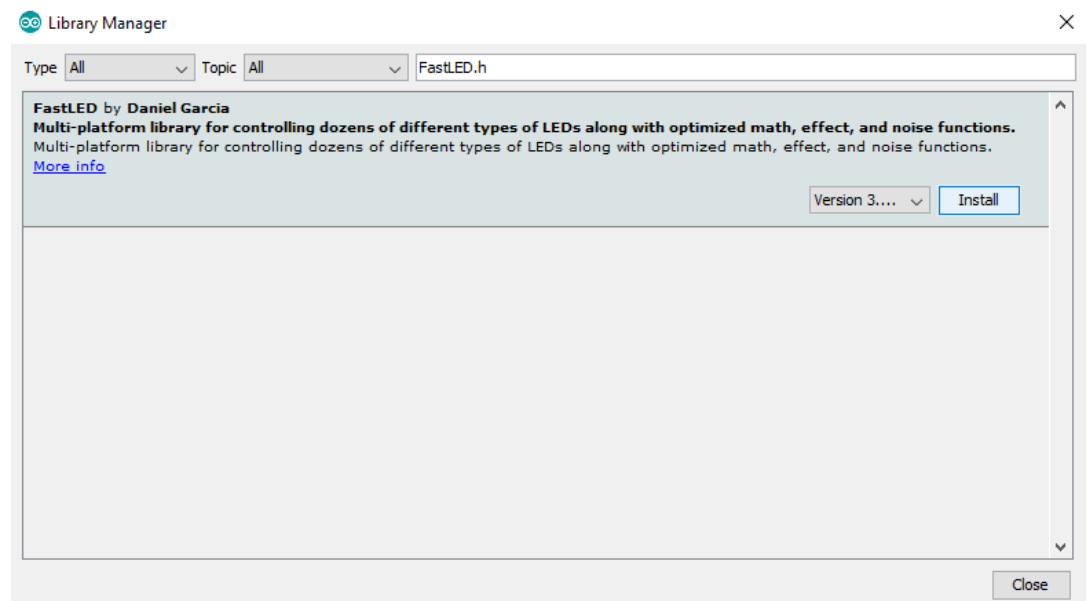 Library Manager
Type All Topic All FastLED.h
FastLED by Daniel Garcia
Multi-platform library for controlling dozens of different types of LEDs along with optimized math, effect, and noise functions.
Multi-platform library for controlling dozens of different types of LEDs along with optimized math, effect, and noise functions.
More info
Version 3.... Install
Close